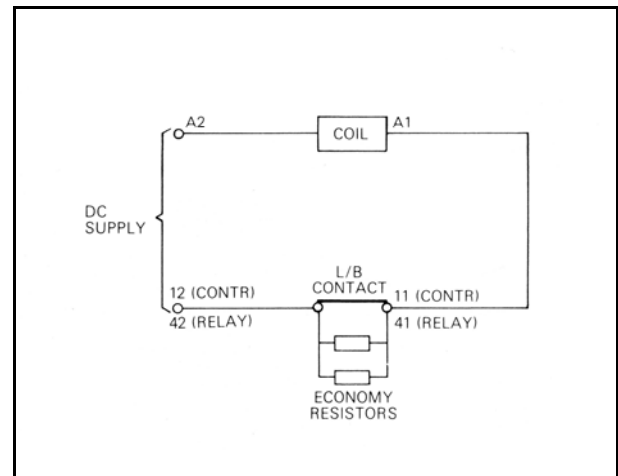 A2
COIL
A1
DC
SUPPLY
L/B
CONTACT
12 (CONTR)
11 (CONTR)
42 (RELAY)
41 (RELAY)
ECONOMY
RESISTORS